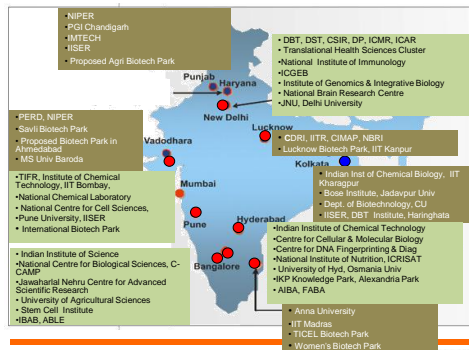 •NIPER
•PGI Chandigarh
•IMTECH
•IISER
• Proposed Agri Biotech Park
• DBT, DST, CSIR, DP, ICMR, ICAR
• Translational Health Sciences Cluster
•National Institute of Immunology
•ICGEB
• Institute of Genomics & Integrative Biology
• National Brain Research Centre
•JNU, Delhi University
Punjab
Haryana
New Delhi
Lucknow
• PERD, NIPER
•Savli Biotech Park
• Proposed Biotech Park in
Ahmedabad
• MS Univ Baroda
Vadodhara
• CDRI, IITR, CIMAP, NBRI
• Lucknow Biotech Park, IIT Kanpur
Kolkata
• TIFR, Institute of Chemical
Technology, IIT Bombay,
•National Chemical Laboratory
•National Centre for Cell Sciences,
•Pune University, IISER
• International Biotech Park
Mumbai
Pune
• Indian Inst of Chemical Biology, IIT
Kharagpur
• Bose Institute, Jadavpur Univ
• Dept. of Biotechnology, CU
• IISER, DBT Institute, Haringhata
Hyderabad
•Indian Institute of Chemical Technology
•Centre for Cellular & Molecular Biology
•Centre for DNA Fingerprinting & Diag
•National Institute of Nutrition, ICRISAT
• University of Hyd, Osmania Univ
•IKP Knowledge Park, Alexandria Park
• AIBA, FABA
• Indian Institute of Science
• National Centre for Biological Sciences, C-
CAMP
•Jawaharlal Nehru Centre for Advanced
Scientific Research
• University of Agricultural Sciences
• Stem Cell Institute
•IBAB, ABLE
Bangalore
• Anna University
•IIT Madras
• TICEL Biotech Park
• Women's Biotech Park